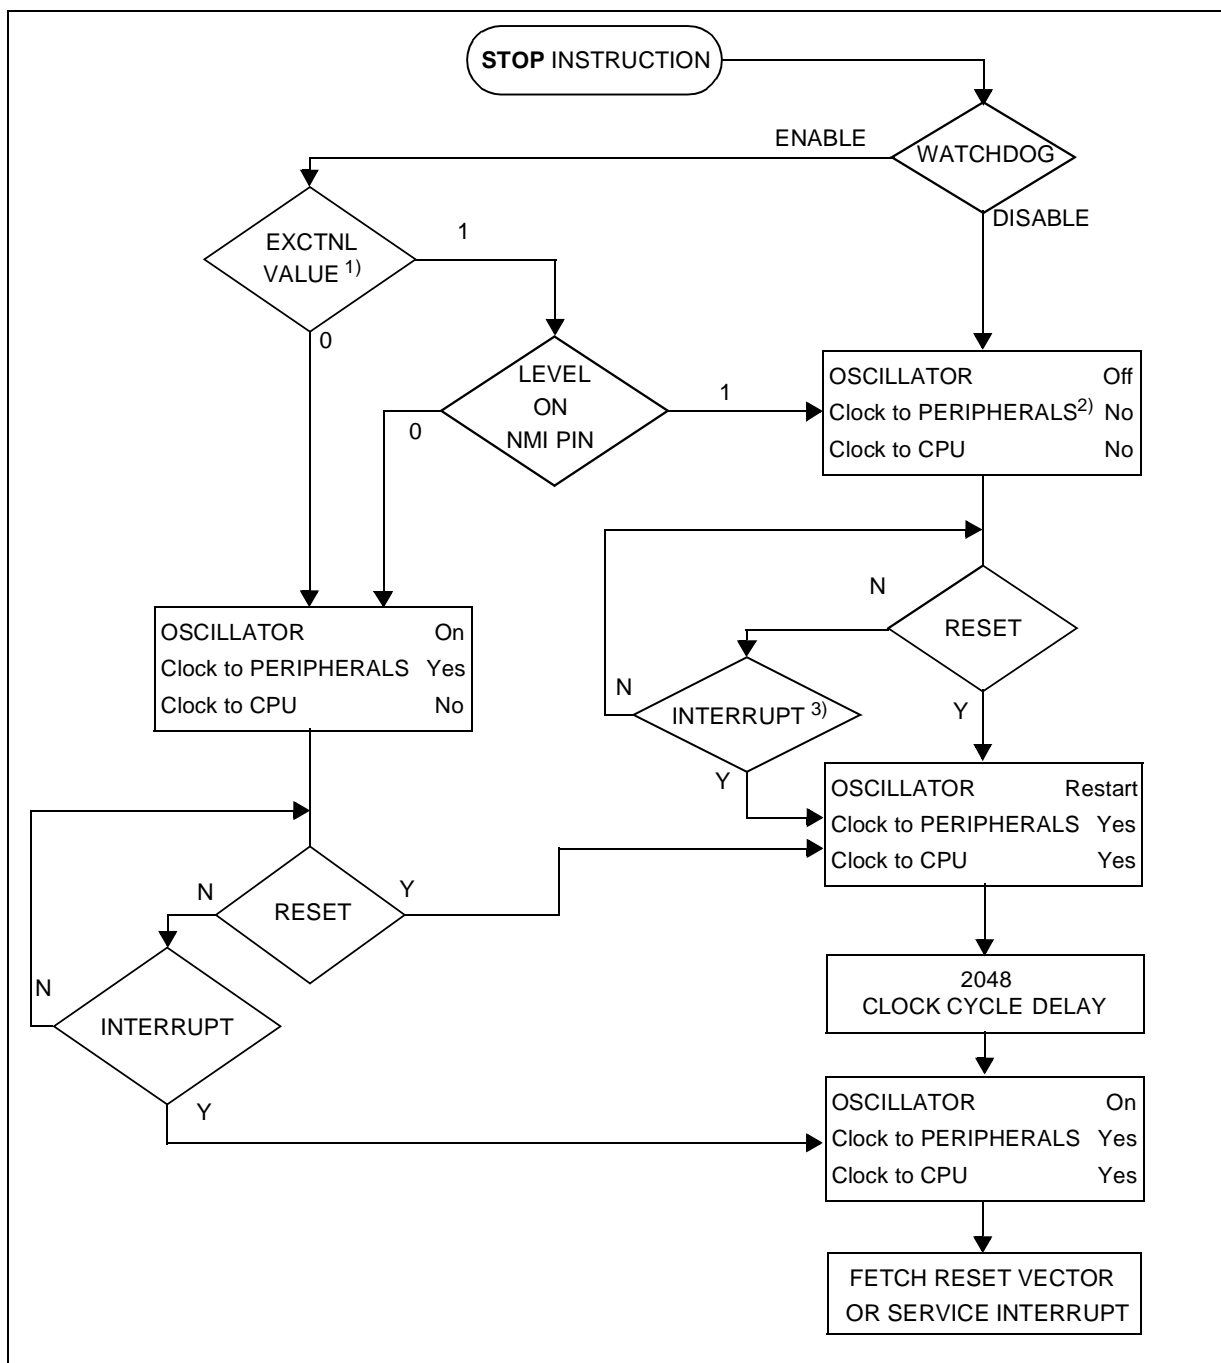 STOP INSTRUCTION
WATCHDOG
ENABLE
DISABLE
EXCTNL
VALUE 1)
1
0
LEVEL
ON
NMI PIN
1
0
OSCILLATOR Off
Clock to PERIPHERALS2) No
Clock to CPU No
N
RESET
Y
N
INTERRUPT 3)
Y
OSCILLATOR On
Clock to PERIPHERALS Yes
Clock to CPU No
OSCILLATOR Restart
Clock to PERIPHERALS Yes
Clock to CPU Yes
N
RESET
Y
N
INTERRUPT
Y
2048
CLOCK CYCLE DELAY
OSCILLATOR On
Clock to PERIPHERALS Yes
Clock to CPU Yes
FETCH RESET VECTOR
OR SERVICE INTERRUPT